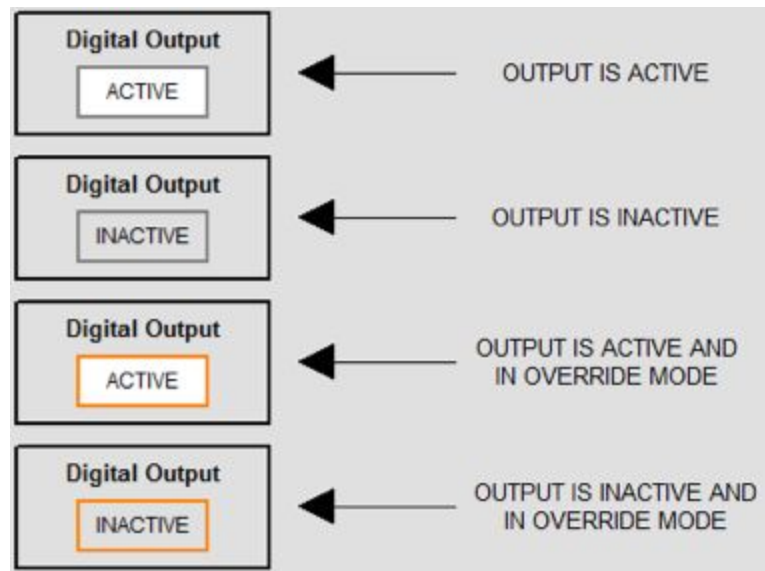 Digital Output
ACTIVE
OUTPUT IS ACTIVE
Digital Output
INACTIVE
OUTPUT IS INACTIVE
Digital Output
ACTIVE
OUTPUT IS ACTIVE AND
IN OVERRIDE MODE
Digital Output
INACTIVE
OUTPUT IS INACTIVE AND
IN OVERRIDE MODE